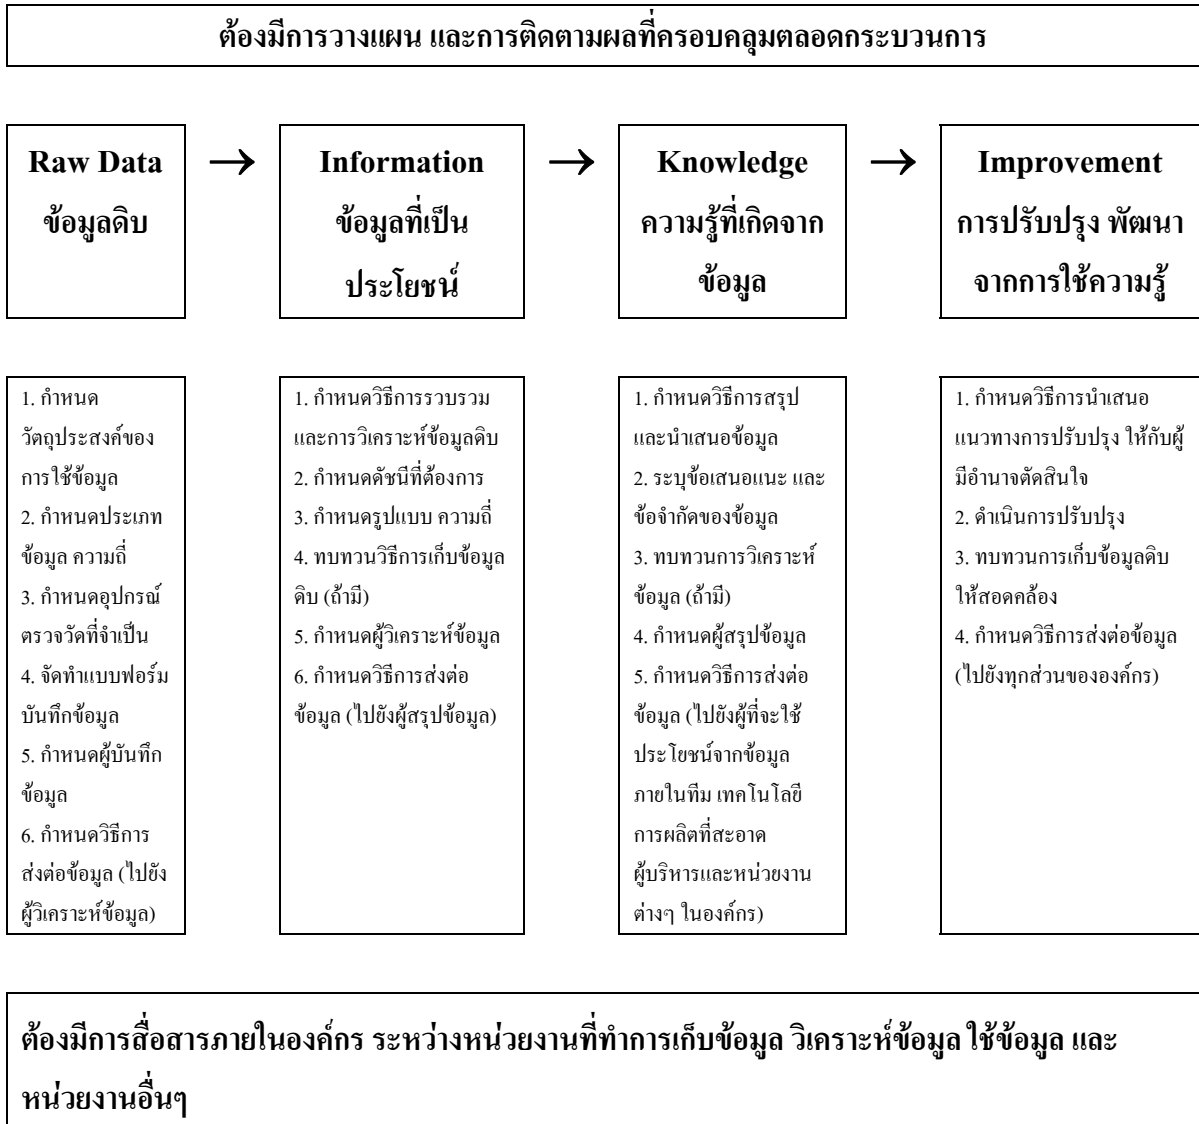 ต้องมีการวางแผน และการติดตามผลที่ครอบคลุมตลอดกระบวนการ
Raw Data
ข้อมูลดิบ
→
Information
ข้อมูลที่เป็น
ประโยชน์
→
Knowledge
ความรู้ที่เกิดจาก
ข้อมูล
→
Improvement
การปรับปรุง พัฒนา
จากการใช้ความรู้
1. กำหนด
วัตถุประสงค์ของ
การใช้ข้อมูล
2. กำหนดประเภท
ข้อมูล ความถี่
3. กำหนดอุปกรณ์
ตรวจวัดที่จำเป็น
4. จัดทำแบบฟอร์ม
บันทึกข้อมูล
5. กำหนดผู้บันทึก
ข้อมูล
6. กำหนดวิธีการ
ส่งต่อข้อมูล (ไปยัง
ผู้วิเคราะห์ข้อมูล)
1. กำหนดวิธีการรวบรวม
และการวิเคราะห์ข้อมูลดิบ
2. กำหนดดัชนีที่ต้องการ
3. กำหนดรูปแบบ ความถี่
4. ทบทวนวิธีการเก็บข้อมูล
ดิบ (ถ้ามี)
5. กำหนดผู้วิเคราะห์ข้อมูล
6. กำหนดวิธีการส่งต่อ
ข้อมูล (ไปยังผู้สรุปข้อมูล)
1. กำหนดวิธีการสรุป
และนำเสนอข้อมูล
2. ระบุข้อเสนอแนะ และ
ข้อจำกัดของข้อมูล
3. ทบทวนการวิเคราะห์
ข้อมูล (ถ้ามี)
4. กำหนดผู้สรุปข้อมูล
5. กำหนดวิธีการส่งต่อ
ข้อมูล (ไปยังผู้ที่จะใช้
ประโยชน์จากข้อมูล
ภายในทีม เทคโนโลยี
การผลิตที่สะอาด
ผู้บริหารและหน่วยงาน
ต่างๆ ในองค์กร)
1. กำหนดวิธีการนำเสนอ
แนวทางการปรับปรุง ให้กับผู้
มีอำนาจตัดสินใจ
2. ดำเนินการปรับปรุง
3. ทบทวนการเก็บข้อมูลดิบ
ให้สอดคล้อง
4. กำหนดวิธีการส่งต่อข้อมูล
(ไปยังทุกส่วนขององค์กร)
ต้องมีการสื่อสารภายในองค์กร ระหว่างหน่วยงานที่ทำการเก็บข้อมูล วิเคราะห์ข้อมูล ใช้ข้อมูล และ
หน่วยงานอื่นๆ